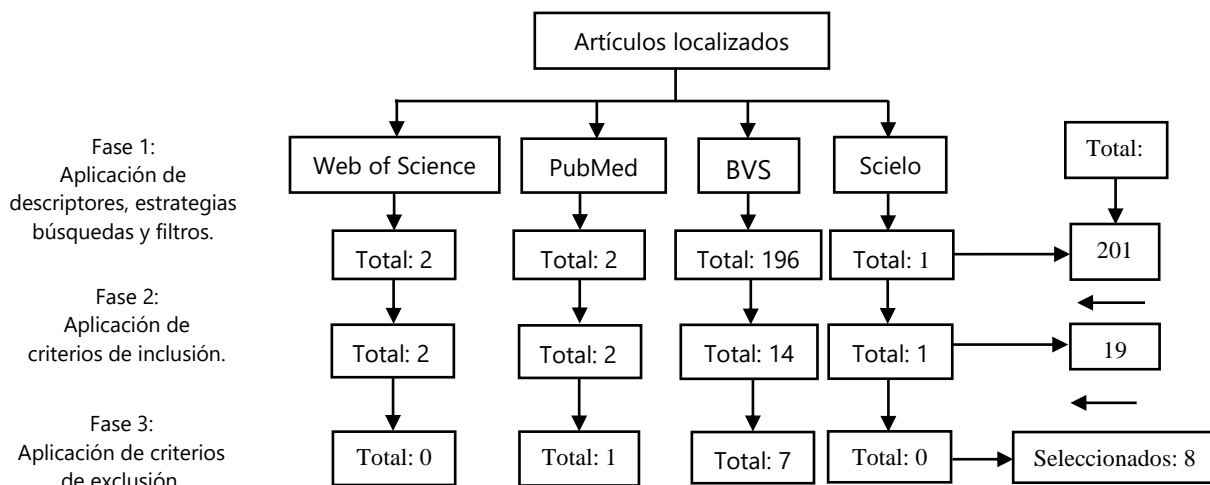 Artículos localizados
Fase 1:
Aplicación de
descriptores, estrategias
búsquedas y filtros.
Web of Science
PubMed
BVS
Scielo
Total:
Total: 2
Total: 2
Total: 196
Total: 1
201
Fase 2:
Aplicación de
criterios de inclusión.
Total: 2
Total: 2
Total: 14
Total: 1
19
Fase 3:
Aplicación de criterios
de exclusión
Total: 0
Total: 1
Total: 7
Total: 0
Seleccionados: 8